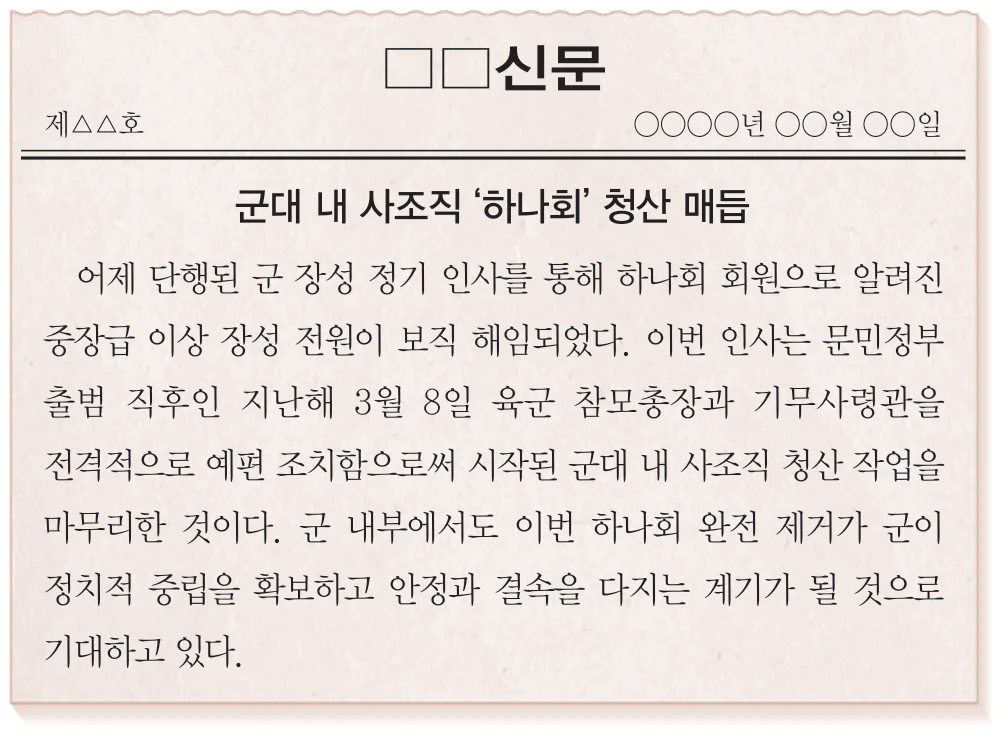 □□신문
제△△호 ○○○○년 ○○월 ○○일
군대 내 사조직 ‘하나회’ 청산 매듭
어제 단행된 군 장성 정기 인사를 통해 하나회 회원으로 알려진
중장급 이상 장성 전원이 보직 해임되었다. 이번 인사는 문민정부
출범 직후인 지난해 3월 8일 육군 참모총장과 기무사령관을
전격적으로 예편 조치함으로써 시작된 군대 내 사조직 청산 작업을
마무리한 것이다. 군 내부에서도 이번 하나회 완전 제거가 군이
정치적 중립을 확보하고 안정과 결속을 다지는 계기가 될 것으로
기대하고 있다.